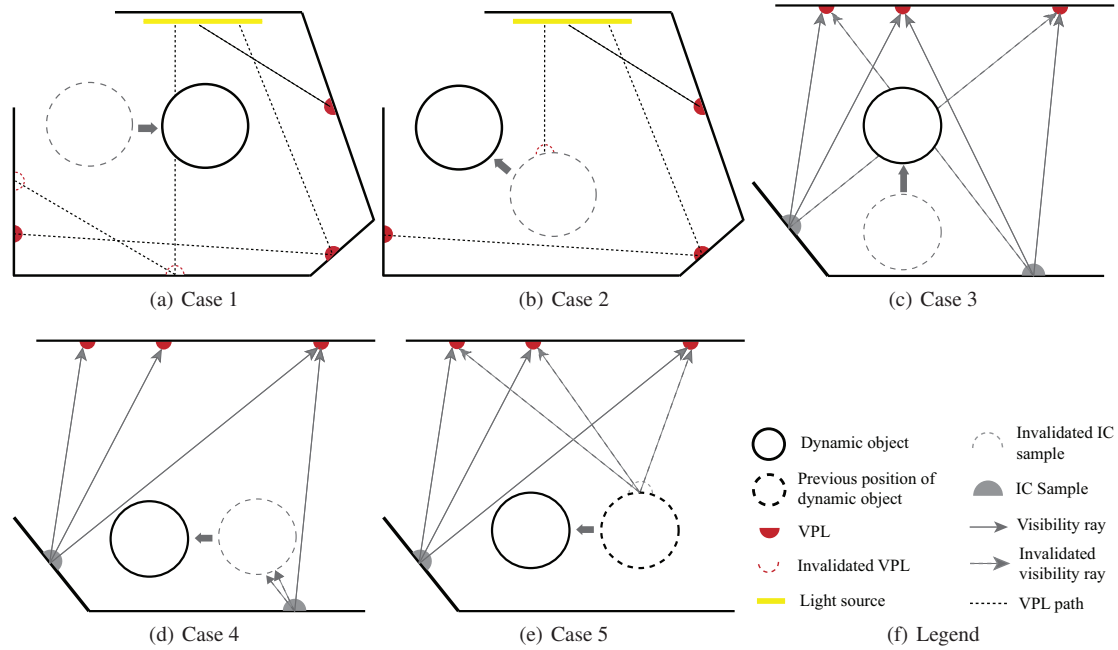 (a) Case 1
(b) Case 2
(c) Case 3
(d) Case 4
(e) Case 5
Dynamic object
Previous position of
dynamic object
VPL
Invalidated VPL
Light source
Invalidated IC
sample
IC Sample
Visibility ray
Invalidated
visibility ray
VPL path
(f) Legend